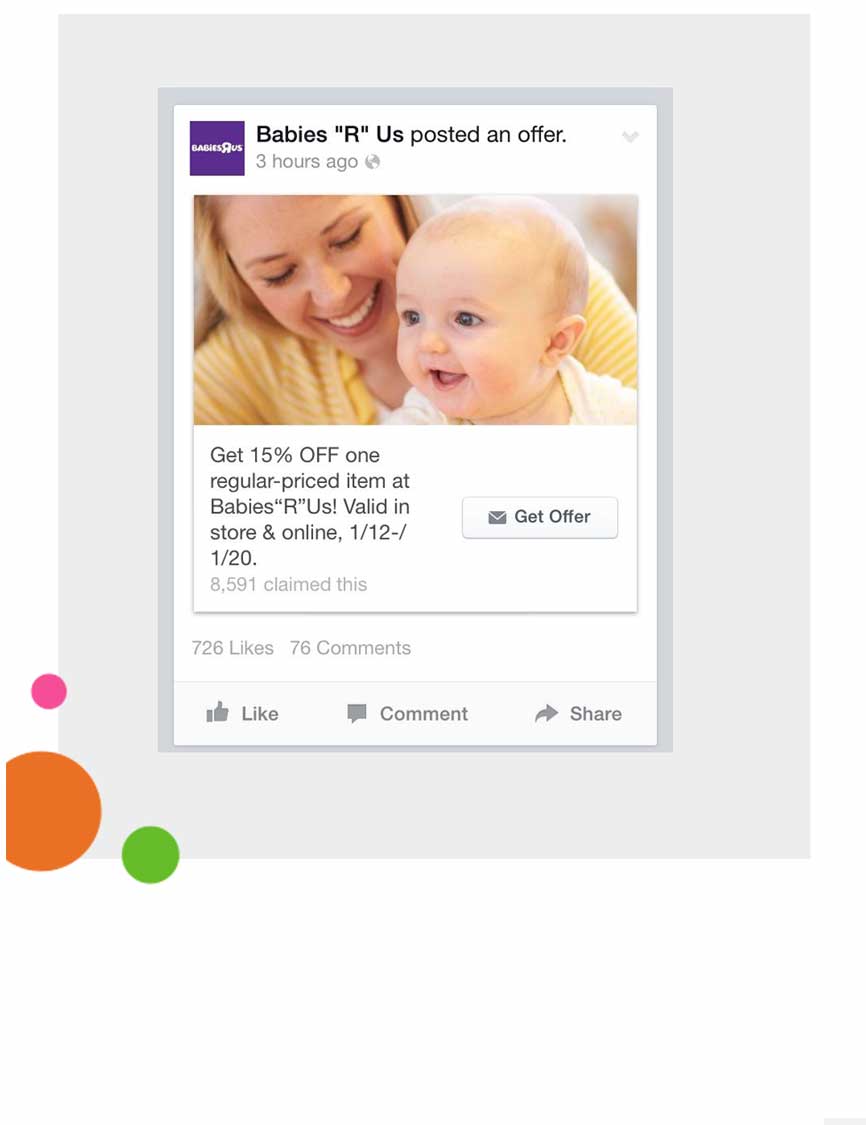 Babies "R" Us posted an offer.
BABIESRUS
3 hours ago
Get 15% OFF one
regular-priced item at
Babies“R”Us! Valid in
store & online, 1/12-/
1/20.
Get Offer
8,591 claimed this
726 Likes 76 Comments
Like Comment Share